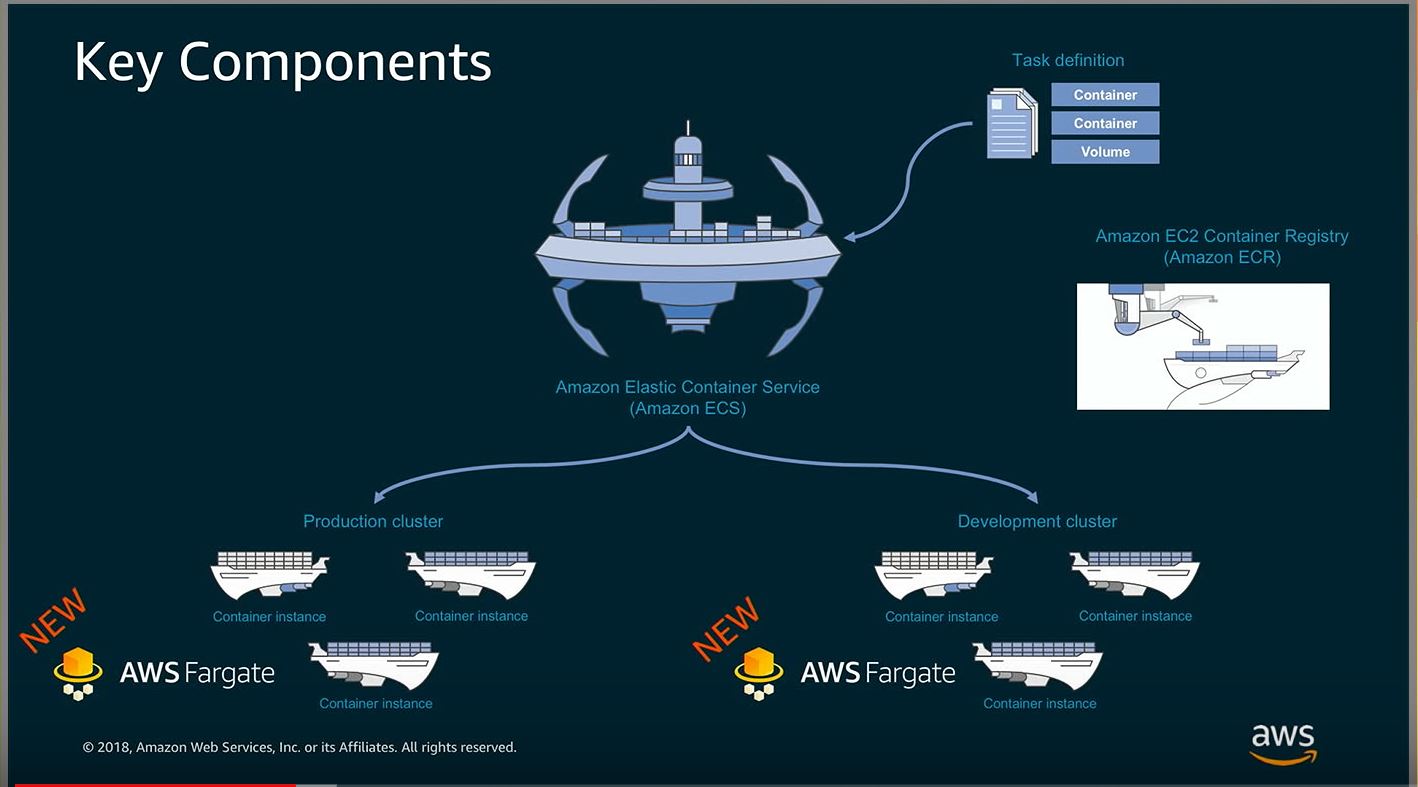 Key Components
Task definition
Container
Container
Volume
Amazon EC2 Container Registry
(Amazon ECR)
Amazon Elastic Container Service
(Amazon ECS)
Production cluster
Development cluster
Container instance
Container instance
Container instance
Container instance
NEW
AWS Fargate
Container instance
NEW
AWS Fargate
Container instance
© 2018, Amazon Web Services, Inc. or its Affiliates. All rights reserved.
aws